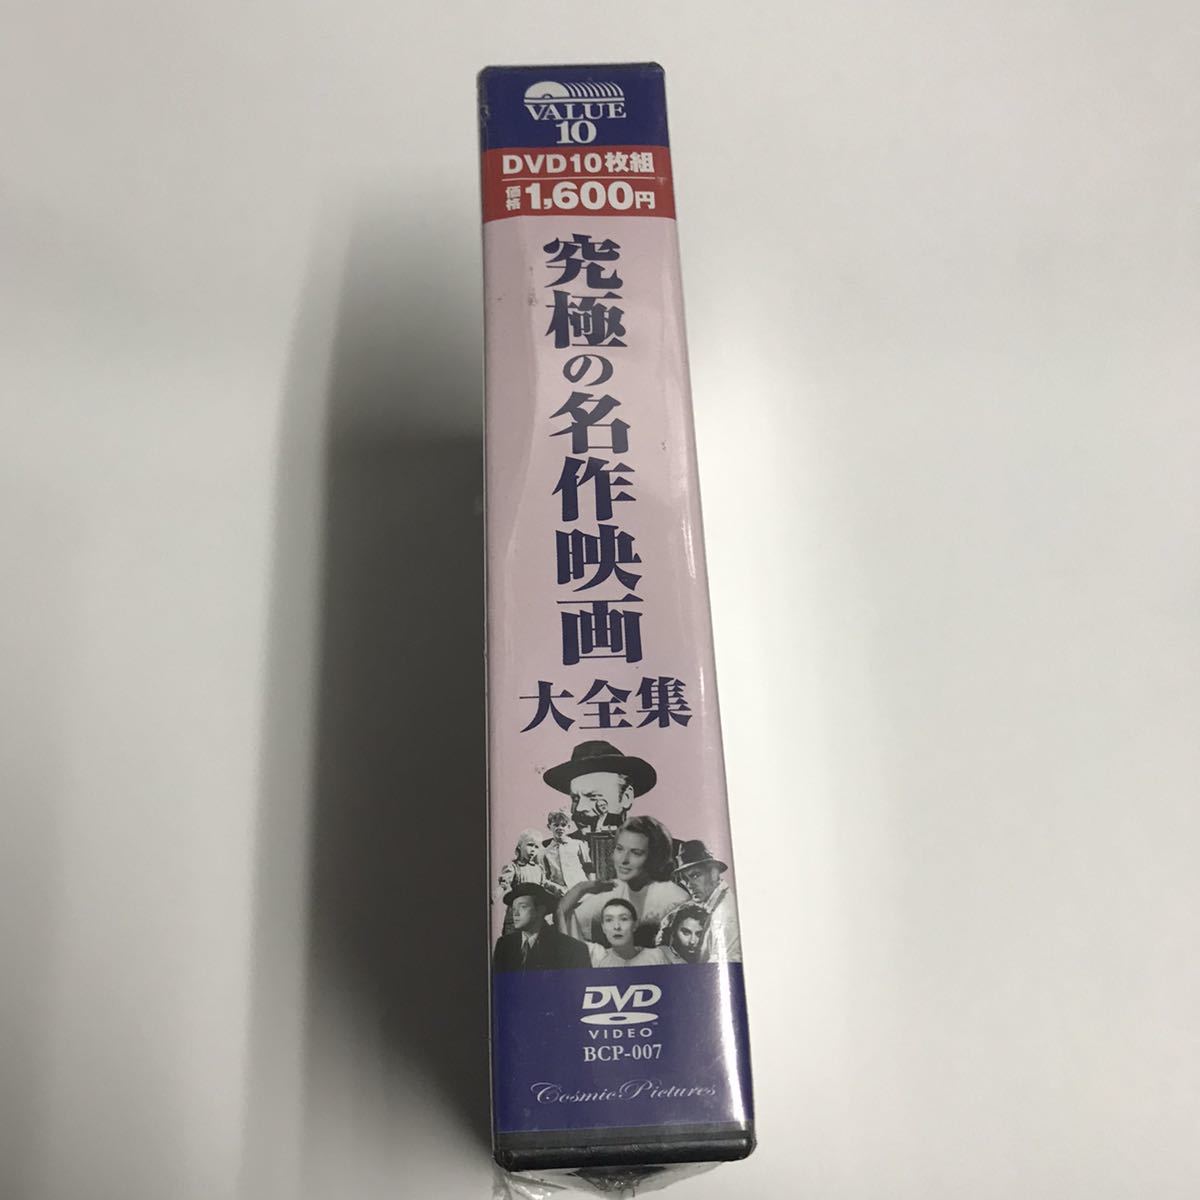 VALUE
10
DVD10枚組
価格 1,600円
究極の名作映画
大全集
DVD
VIDEO
TM
BCP-007
Cosmic Pictures